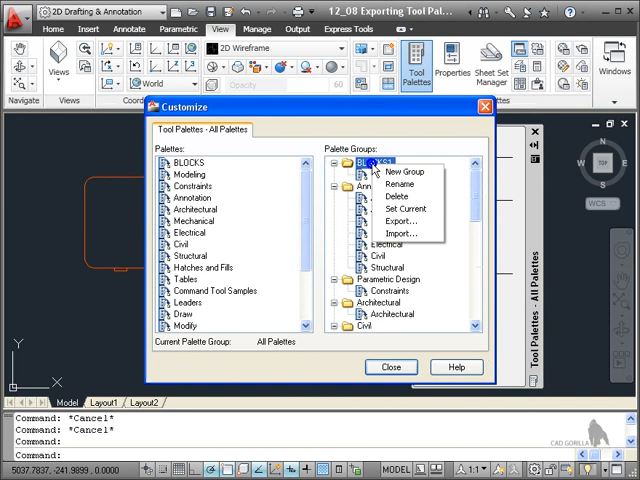 2D Drafting & Annotation
12_08 Exporting Tool Pal
Home Insert Annotate Parametric View Manage Output Express Tools
Views
2D Wireframe
World
60
Tool Palettes
Properties
Sheet Set Manager
Windows
Navigate
Customize
Tool Palettes - All Palettes
Palettes:
BLOCKS
Modeling
Constraints
Annotation
Architectural
Mechanical
Electrical
Civil
Structural
Hatches and Fills
Tables
Command Tool Samples
Leaders
Draw
Modify
Palette Groups:
New Group
Rename
Delete
Set Current
Export...
Import...
Electrical
Civil
Structural
Parametric Design
Constraints
Architectural
Architectural
Civil
Current Palette Group: All Palettes
Close
Help
TOP
WCS
Tool Palettes - All Palettes
Y
X
Model Layout1 Layout2
Command: *Cancel*
Command: *Cancel*
Command:
Command:
CAD GORILLA
5037.7837, -241.9899, 0.0000
MODEL
1:1